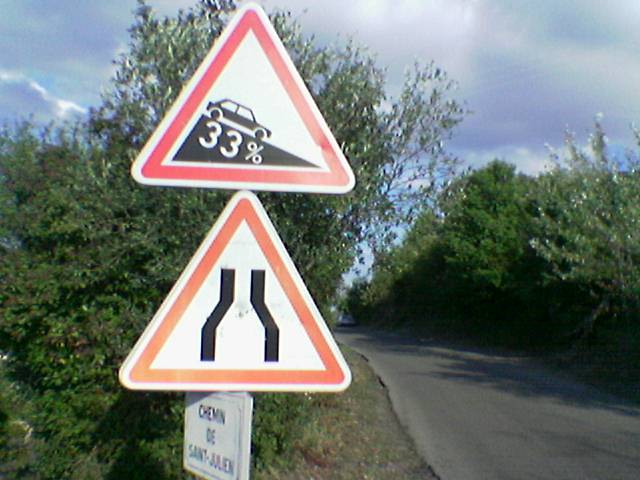 33%
CHEMIN
DE
SAINT-JULIEN